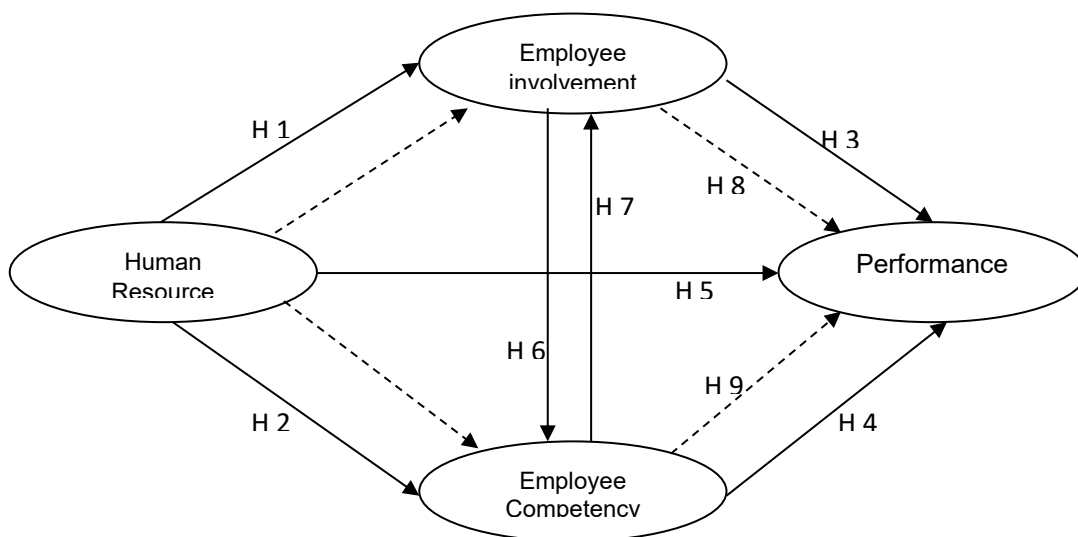 Employee
involvement
H 1
H 3
H 8
H 7
Human
Resource
Performance
H 5
H 6
H 9
H 2
H 4
Employee
Competency